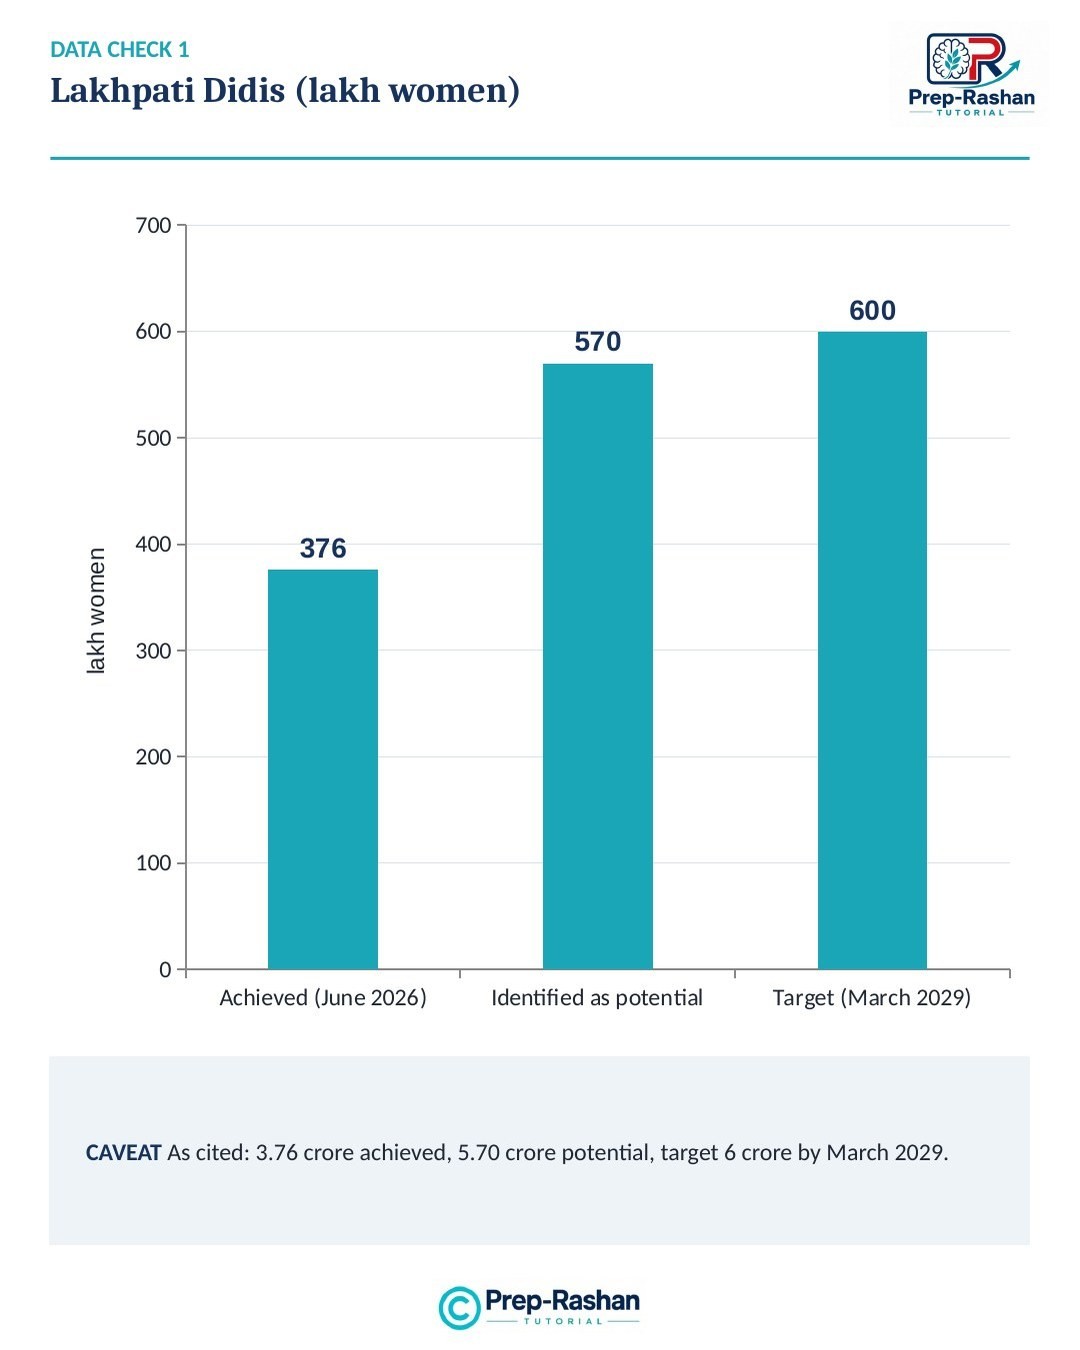 DATA CHECK 1
Lakhpati Didis (lakh women)
PR
Prep-Rashan
TUTORIAL
700
600
500
400
300
200
100
0
lakh women
376
570
600
Achieved (June 2026)
Identified as potential
Target (March 2029)
CAVEAT As cited: 3.76 crore achieved, 5.70 crore potential, target 6 crore by March 2029.
© Prep-Rashan
TUTORIAL